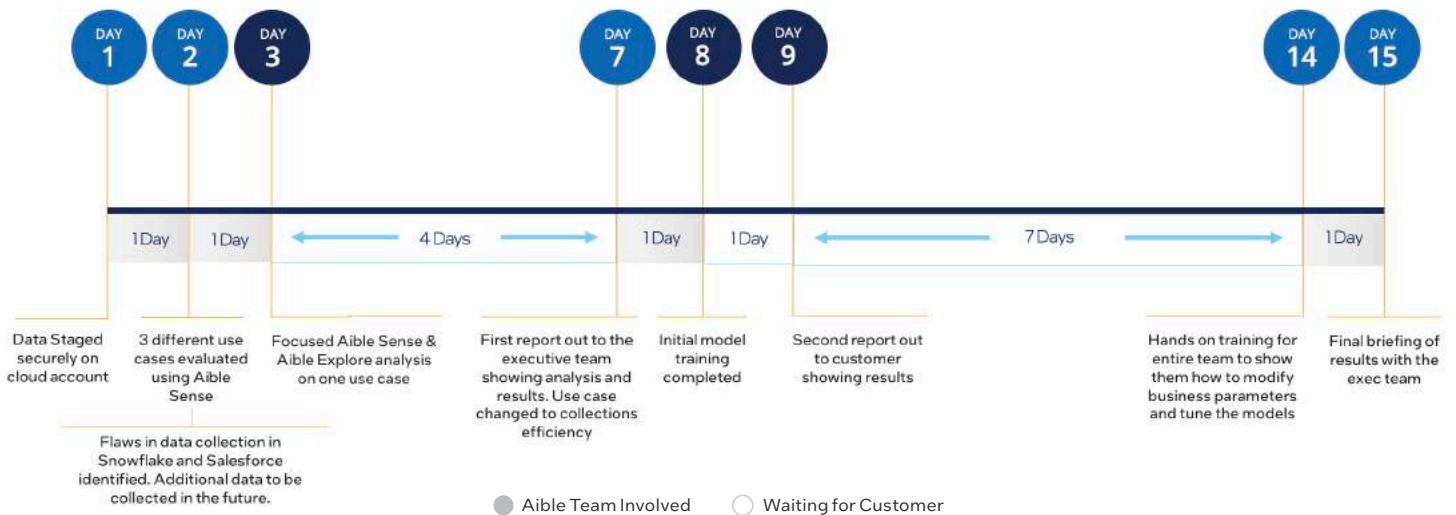 DAY
1
DAY
2
DAY
3
DAY
7
DAY
8
DAY
9
DAY
14
DAY
15
1 Day
1 Day
4 Days
1 Day
1 Day
7 Days
1 Day
Data Staged
securely on
cloud account
3 different use
cases evaluated
using Aible
Sense
Flaws in data collection in
Snowflake and Salesforce
identified. Additional data to be
collected in the future.
Focused Aible Sense &
Aible Explore analysis
on one use case
First report out to the
executive team
showing analysis and
results. Use case
changed to collections
efficiency
Initial model
training
completed
Second report out
to customer
showing results
Hands on training for
entire team to show
them how to modify
business parameters
and tune the models
Final briefing of
results with the
exec team
Aible Team Involved
Waiting for Customer